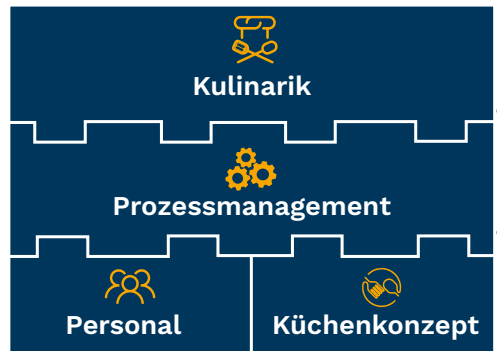 Kulinarik
Prozessmanagement
Personal
Küchenkonzept